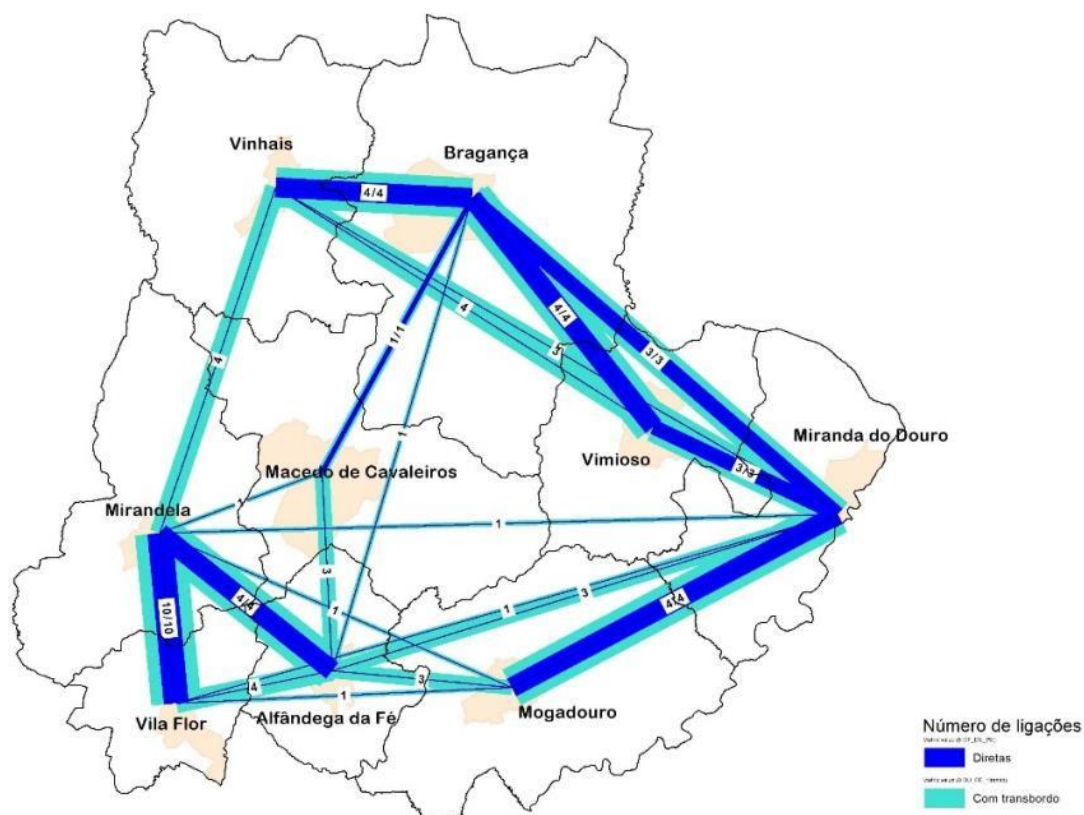 Vinhais
Bragança
4/4
4
4/4
4
3
1/1
3/3
1
Miranda do Douro
Vimioso
3/3
Macedo de Cavaleiros
1
Mirandela
1
3
4/4
10/10
1
1
3
4/4
4
3
1
Vila Flor
Alfândega da Fé
Mogadouro
Número de ligações
Diretas
Com transbordo